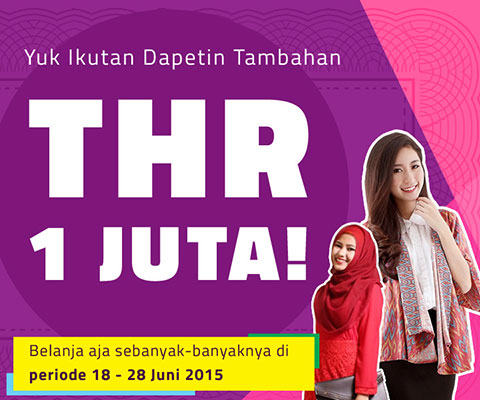 Yuk Ikutan Dapetin Tambahan
THR
1 JUTA!
Belanja aja sebanyak-banyaknya di
periode 18 - 28 Juni 2015